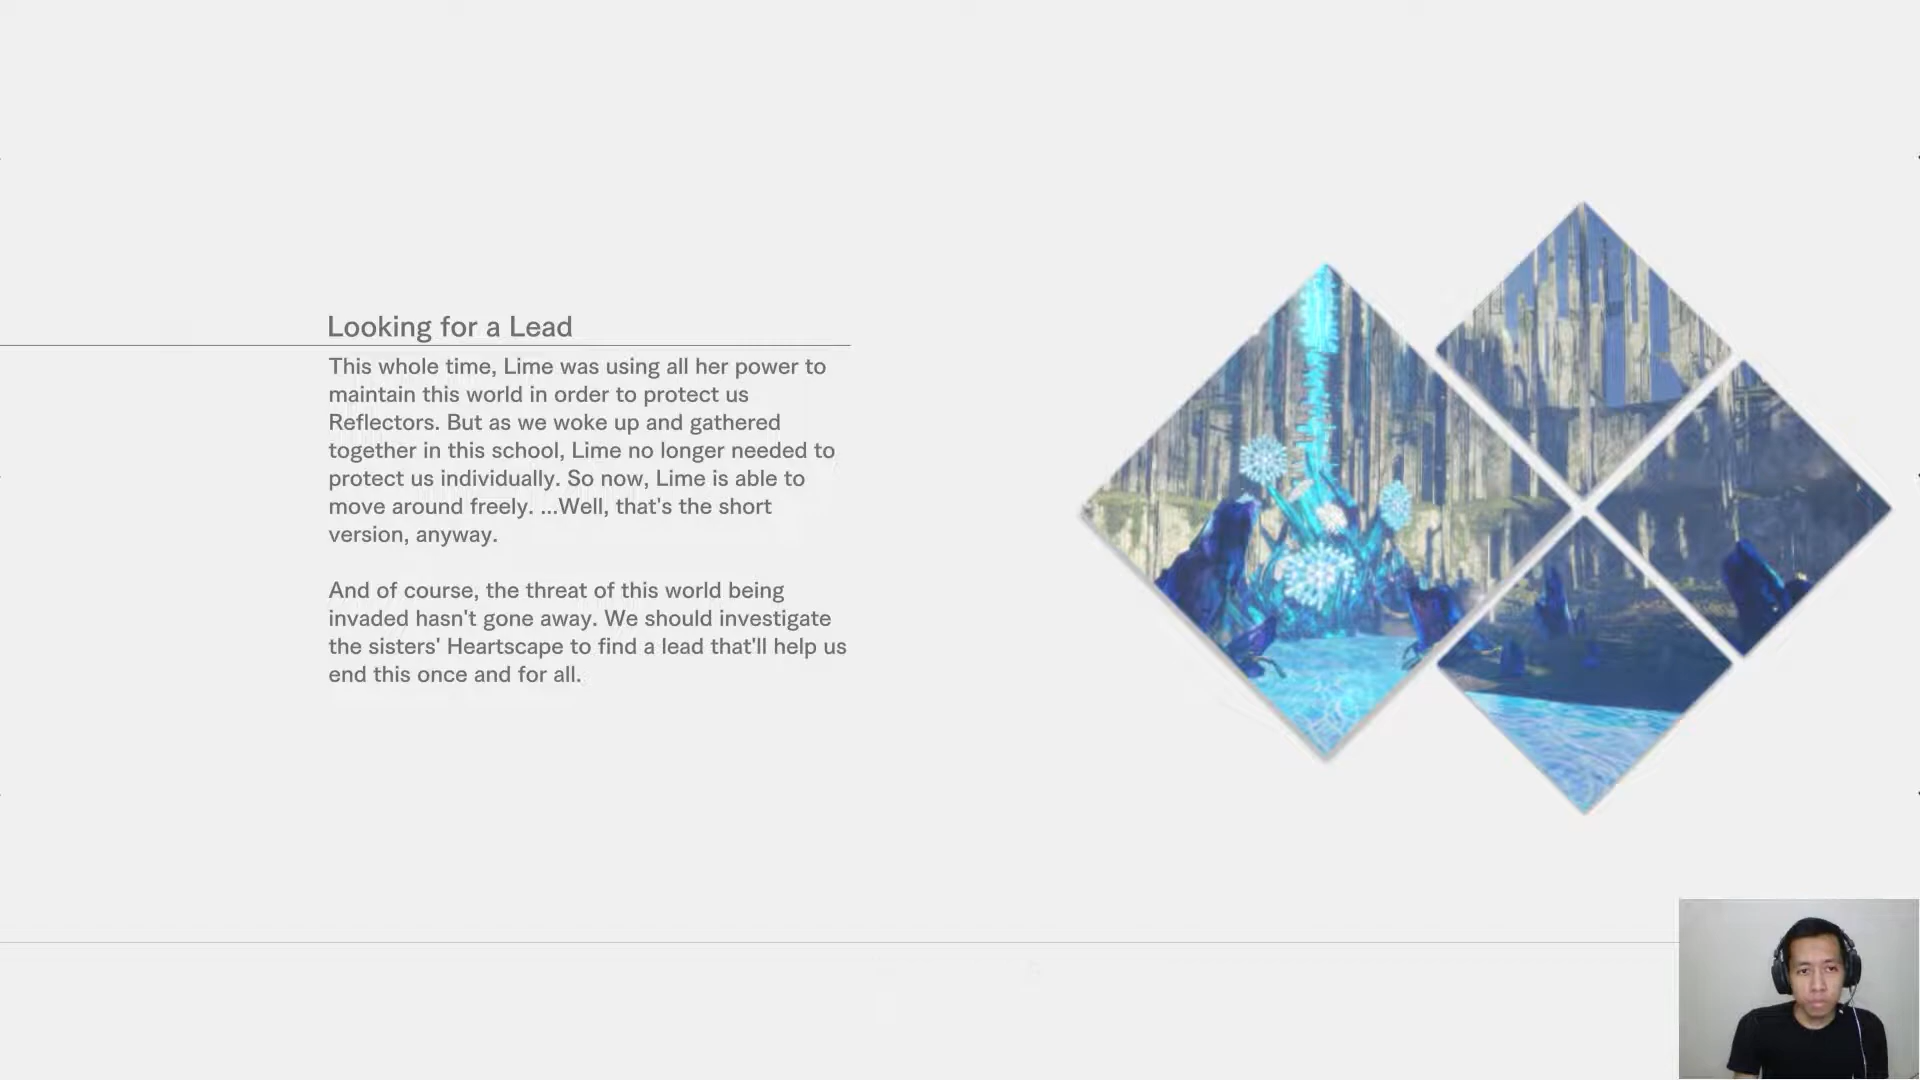 Looking for a Lead
This whole time, Lime was using all her power to
maintain this world in order to protect us
Reflectors. But as we woke up and gathered
together in this school, Lime no longer needed to
protect us individually. So now, Lime is able to
move around freely. ...Well, that's the short
version, anyway.
And of course, the threat of this world being
invaded hasn't gone away. We should investigate
the sisters' Heartscape to find a lead that'll help us
end this once and for all.